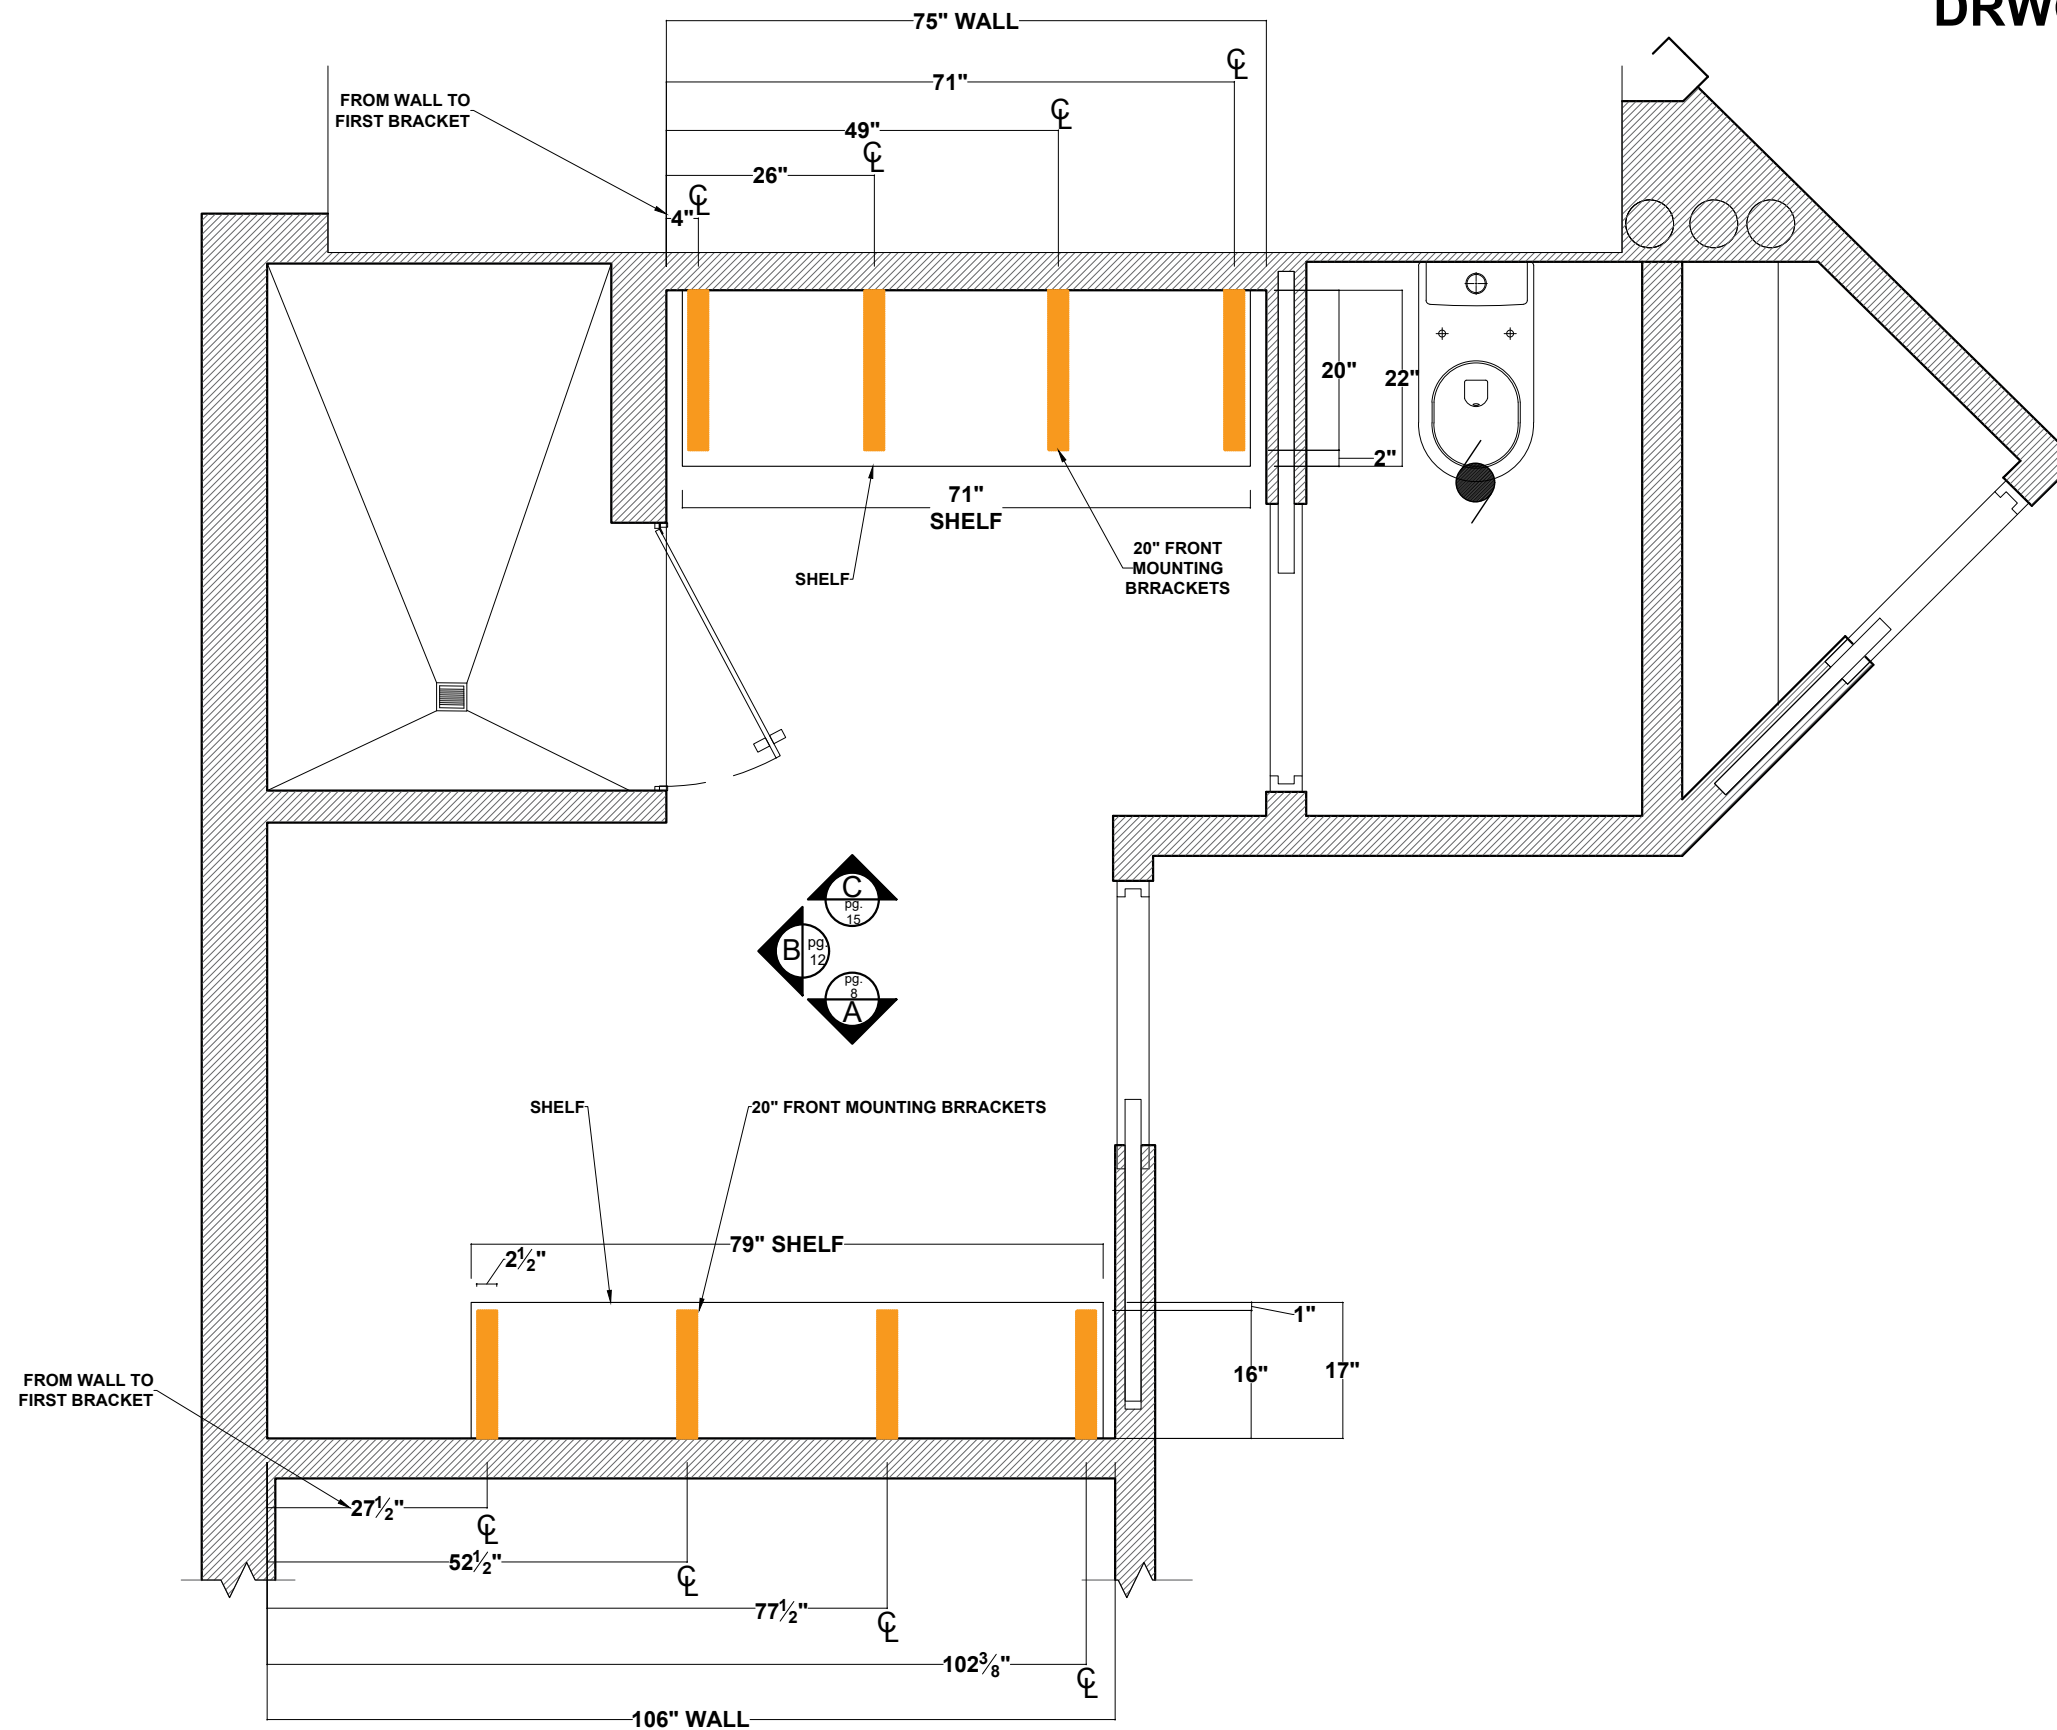 DRW
75" WALL
℄
71"
FROM WALL TO
FIRST BRACKET
℄
49"
℄
26"
℄
4"
20"
22"
2"
71"
SHELF
20" FRONT
MOUNTING
BRRACKETS
SHELF
C
pg.
15
B
pg.
12
pg.
8
A
SHELF
20" FRONT MOUNTING BRRACKETS
79" SHELF
2½"
1"
16"
17"
FROM WALL TO
FIRST BRACKET
27½"
℄
52½"
℄
77½"
℄
102⅜"
℄
106" WALL